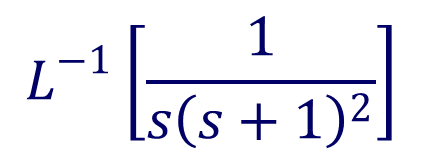 L⁻¹ [1 / s(s + 1)²]